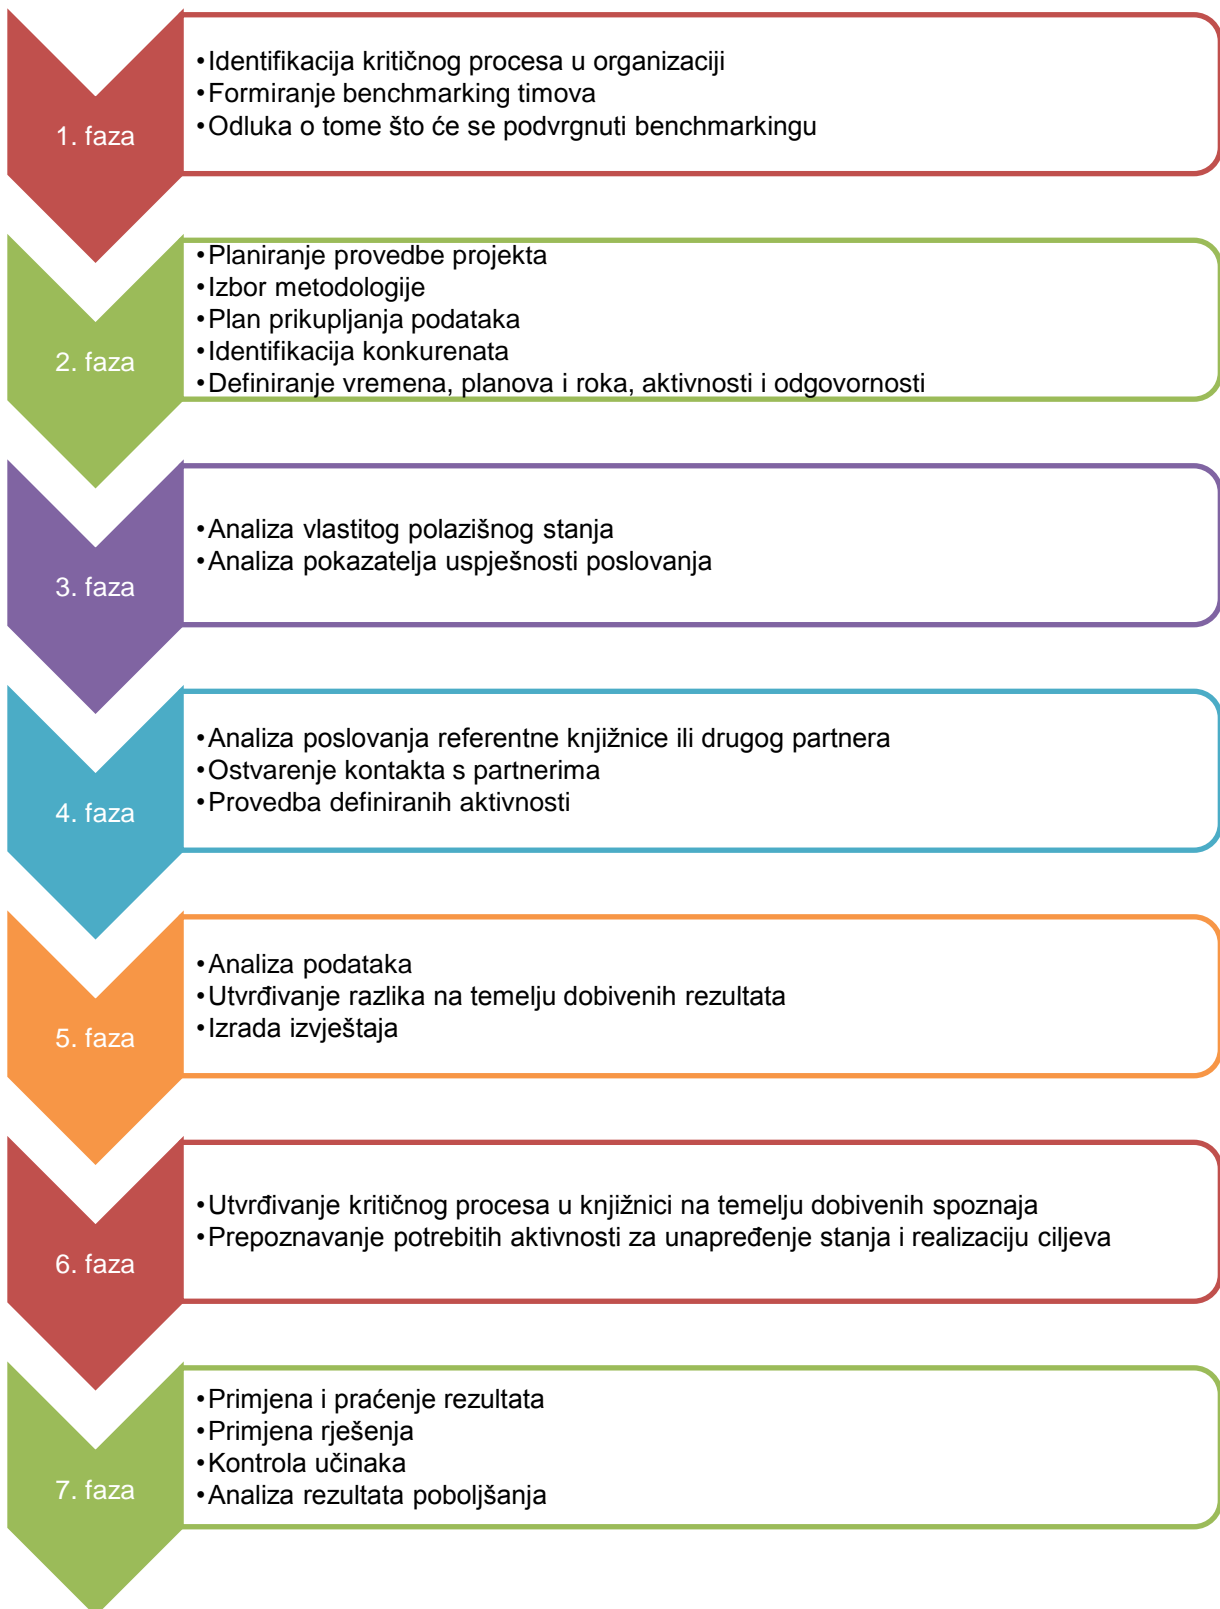 1. faza
•Identifikacija kritičnog procesa u organizaciji
•Formiranje benchmarking timova
•Odluka o tome što će se podvrgnuti benchmarkingu
2. faza
•Planiranje provedbe projekta
•Izbor metodologije
•Plan prikupljanja podataka
•Identifikacija konkurenata
•Definiranje vremena, planova i roka, aktivnosti i odgovornosti
3. faza
•Analiza vlastitog polazišnog stanja
•Analiza pokazatelja uspješnosti poslovanja
4. faza
•Analiza poslovanja referentne knjižnice ili drugog partnera
•Ostvarenje kontakta s partnerima
•Provedba definiranih aktivnosti
5. faza
•Analiza podataka
•Utvrđivanje razlika na temelju dobivenih rezultata
•Izrada izvještaja
6. faza
•Utvrđivanje kritičnog procesa u knjižnici na temelju dobivenih spoznaja
•Prepoznavanje potrebitih aktivnosti za unapređenje stanja i realizaciju ciljeva
7. faza
•Primjena i praćenje rezultata
•Primjena rješenja
•Kontrola učinaka
•Analiza rezultata poboljšanja